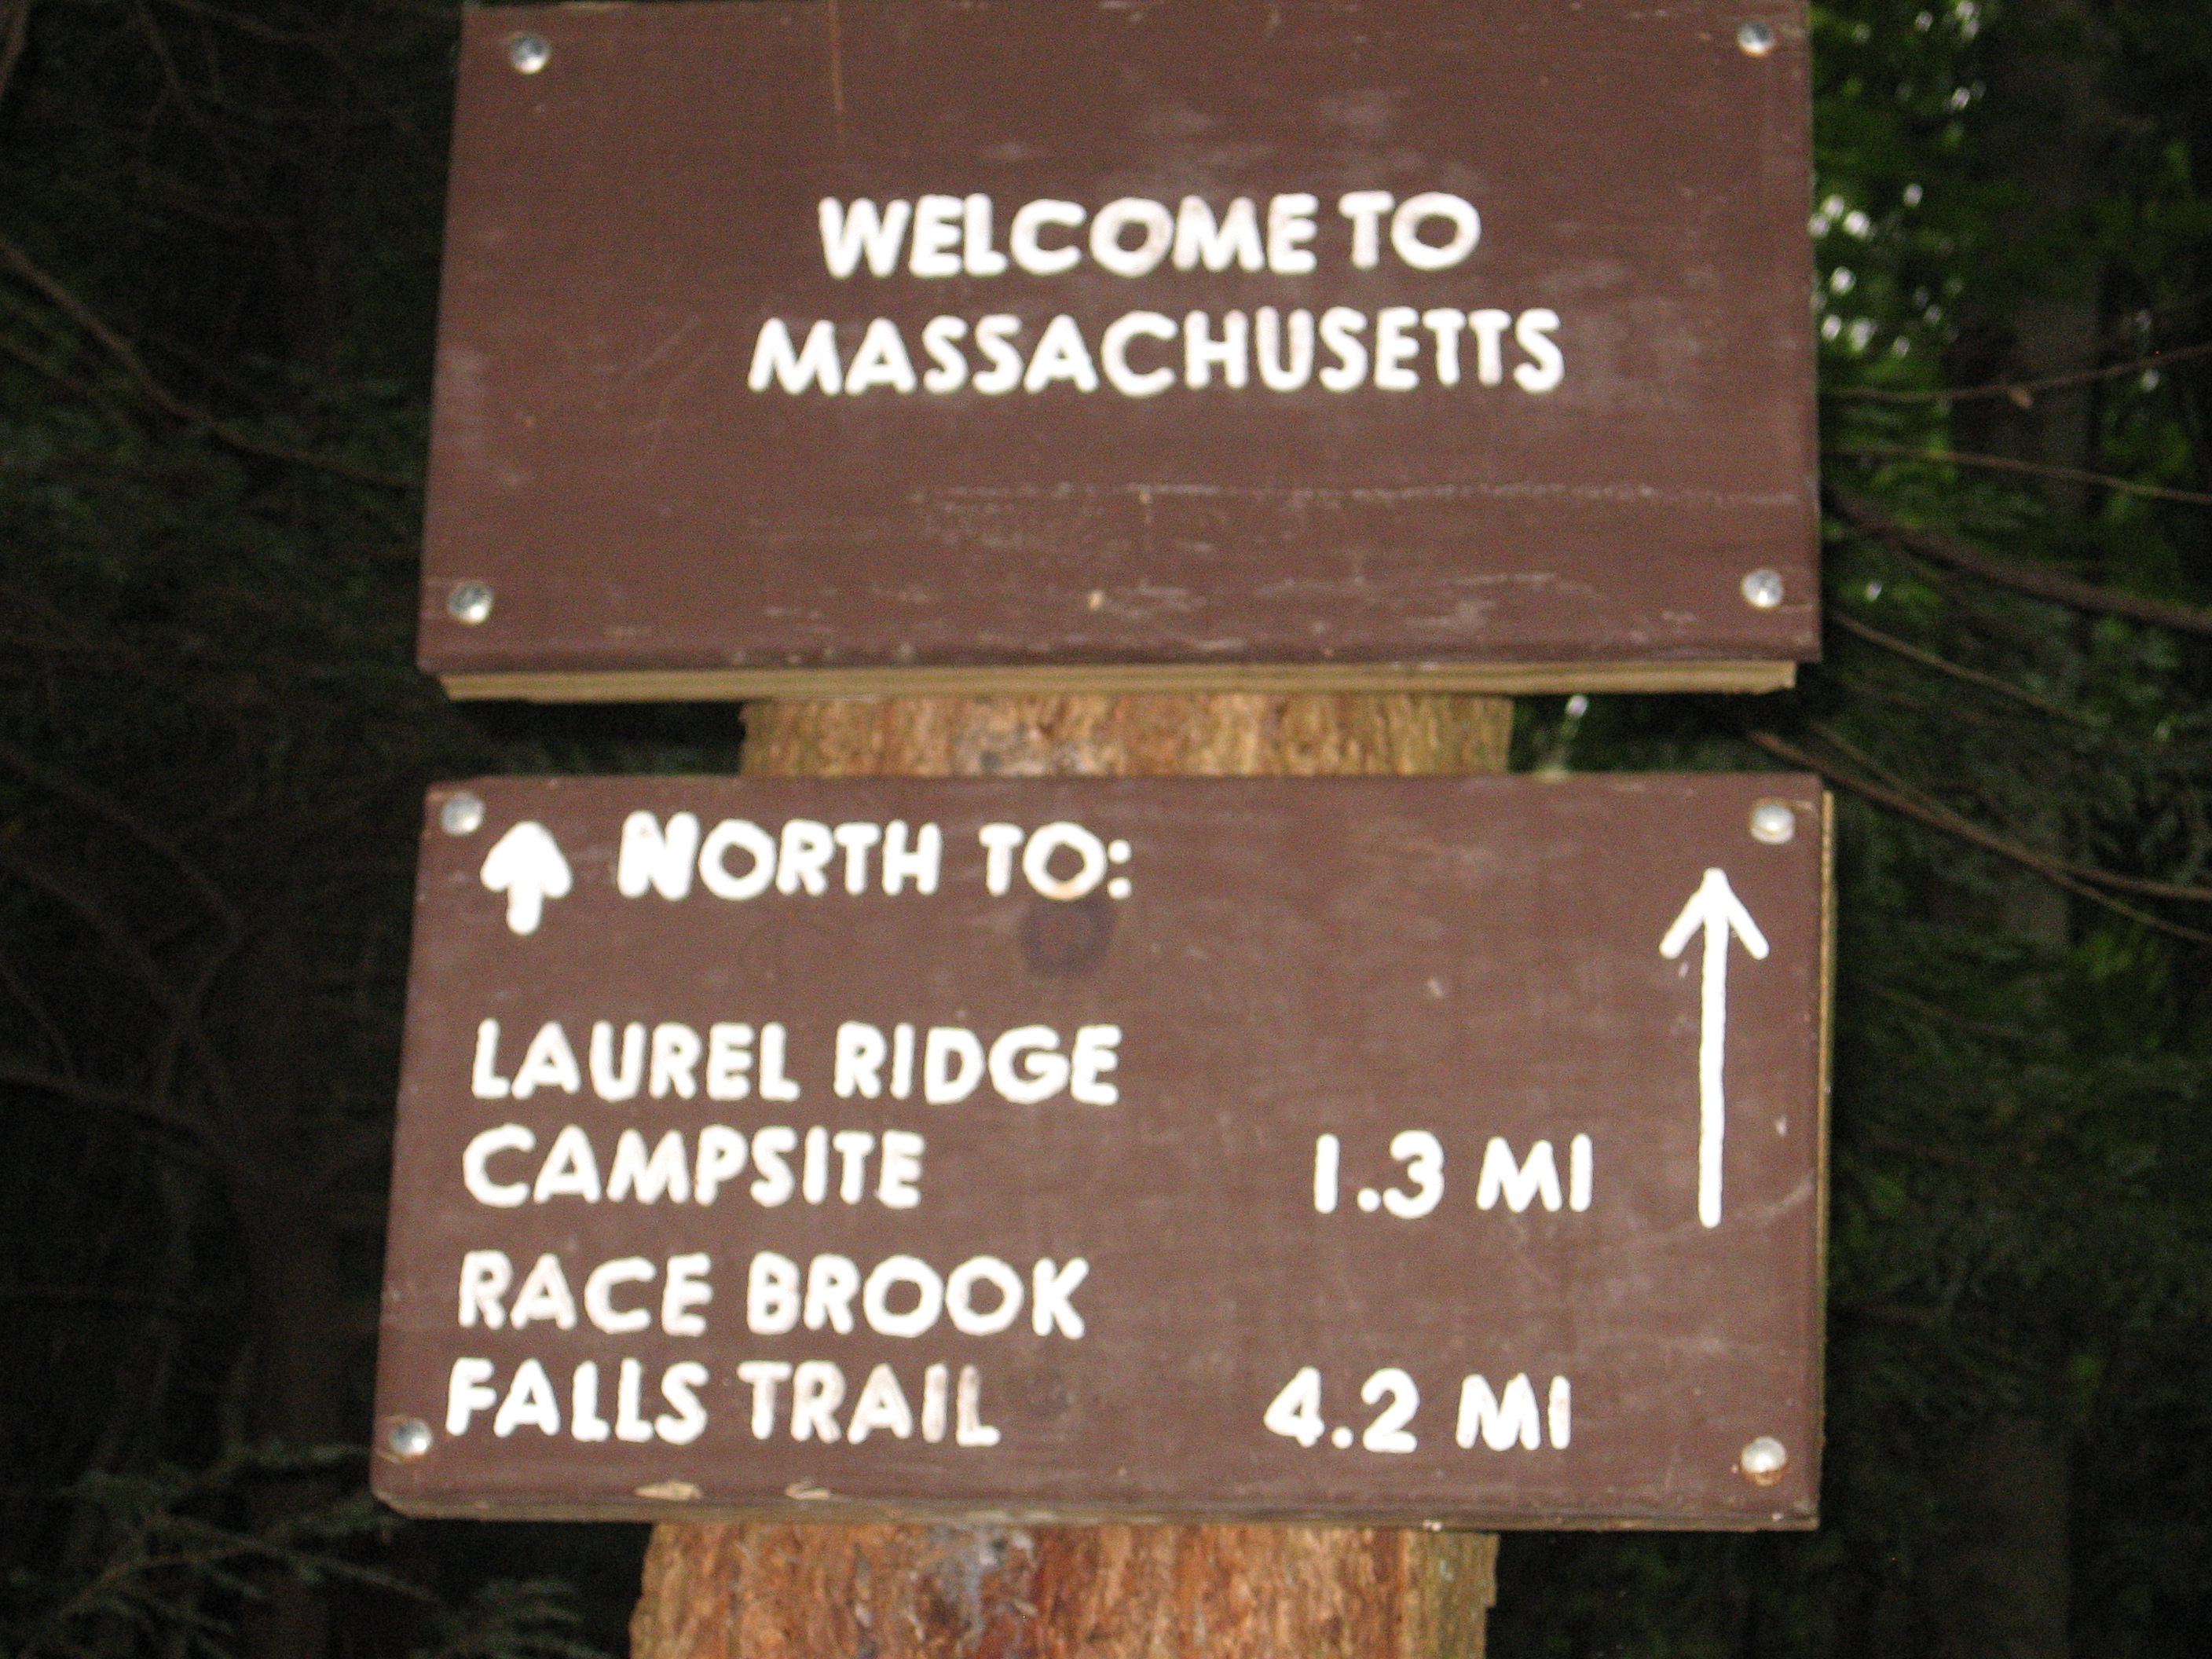 WELCOME TO
MASSACHUSETTS
NORTH TO:
LAUREL RIDGE
CAMPSITE 1.3 MI
RACE BROOK
FALLS TRAIL 4.2 MI